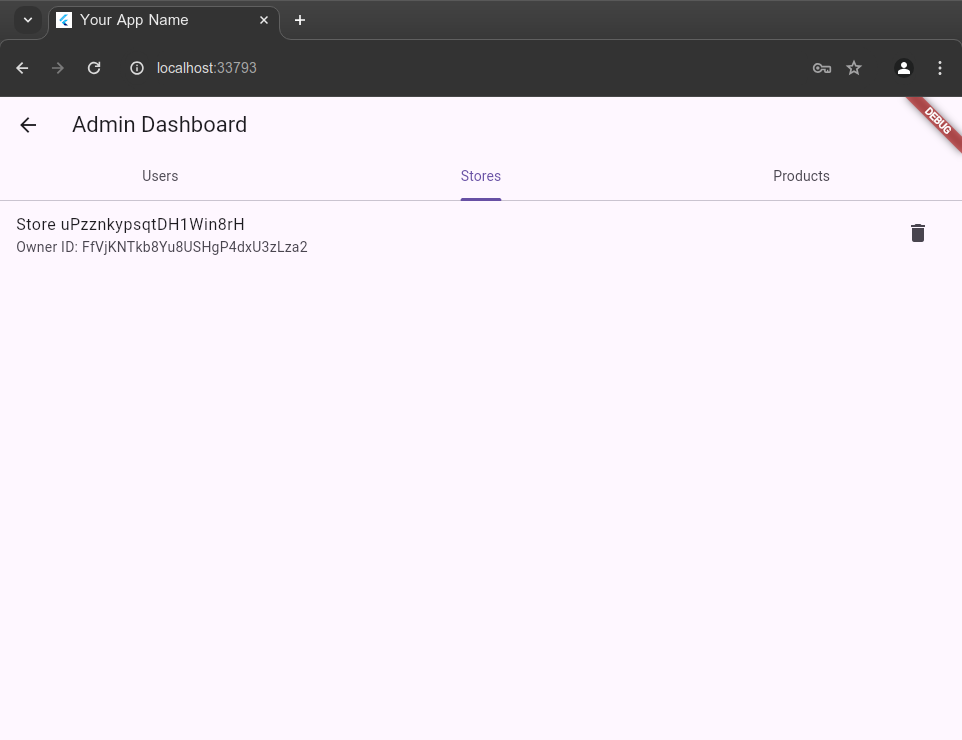 Your App Name
localhost:33793
Admin Dashboard
DEBUG
Users
Stores
Products
Store uPzznkypsqtDH1Win8rH
Owner ID: FfVjKNTkb8Yu8USHgP4dxU3zLza2